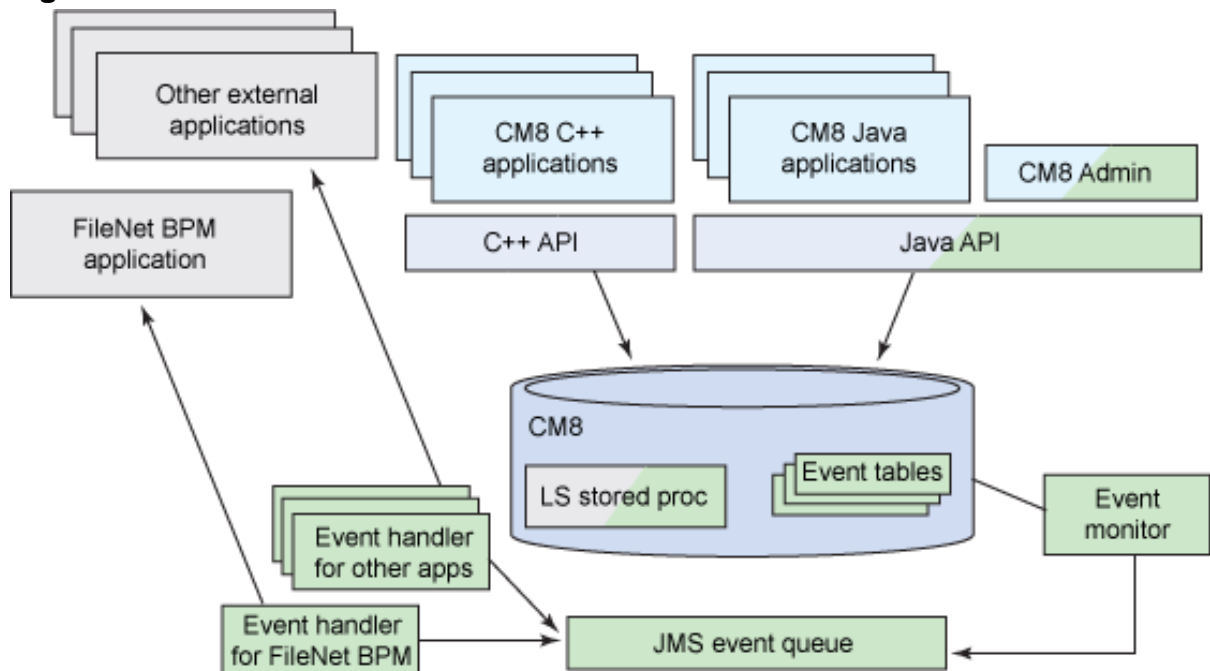 Other external
applications
CM8 C++
applications
CM8 Java
applications
CM8 Admin
FileNet BPM
application
C++ API
Java API
CM8
LS stored proc
Event tables
Event
monitor
Event handler
for other apps
Event handler
for FileNet BPM
JMS event queue